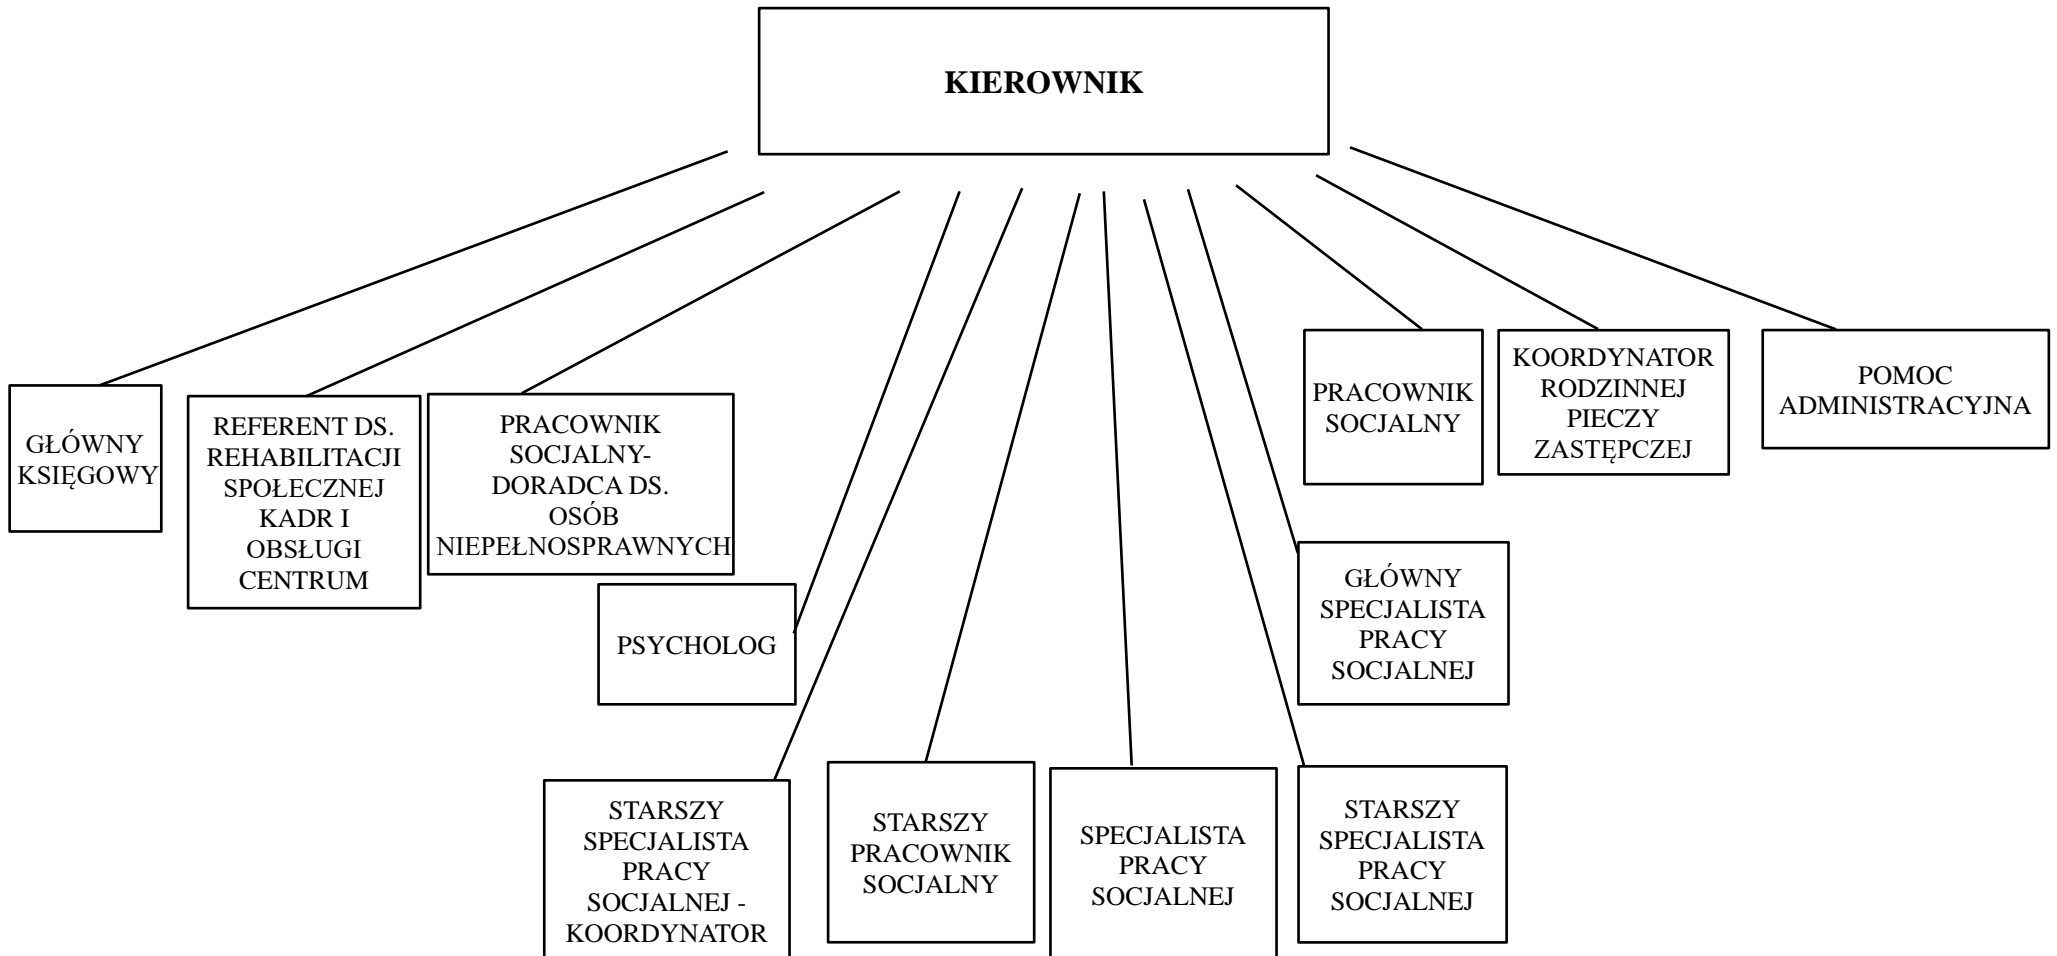 KIEROWNIK
GŁÓWNY
KSIĘGOWY
REFERENT DS.
REHABILITACJI
SPOŁECZNEJ
KADR I
OBSŁUGI
CENTRUM
PRACOWNIK
SOCJALNY-
DORADCA DS.
OSÓB
NIEPEŁNOSPRAWNYCH
PSYCHOLOG
STARSZY
SPECJALISTA
PRACY
SOCJALNEJ -
KOORDYNATOR
STARSZY
PRACOWNIK
SOCJALNY
SPECJALISTA
PRACY
SOCJALNEJ
STARSZY
SPECJALISTA
PRACY
SOCJALNEJ
GŁÓWNY
SPECJALISTA
PRACY
SOCJALNEJ
PRACOWNIK
SOCJALNY
KOORDYNATOR
RODZINNEJ
PIECZY
ZASTĘPCZEJ
POMOC
ADMINISTRACYJNA